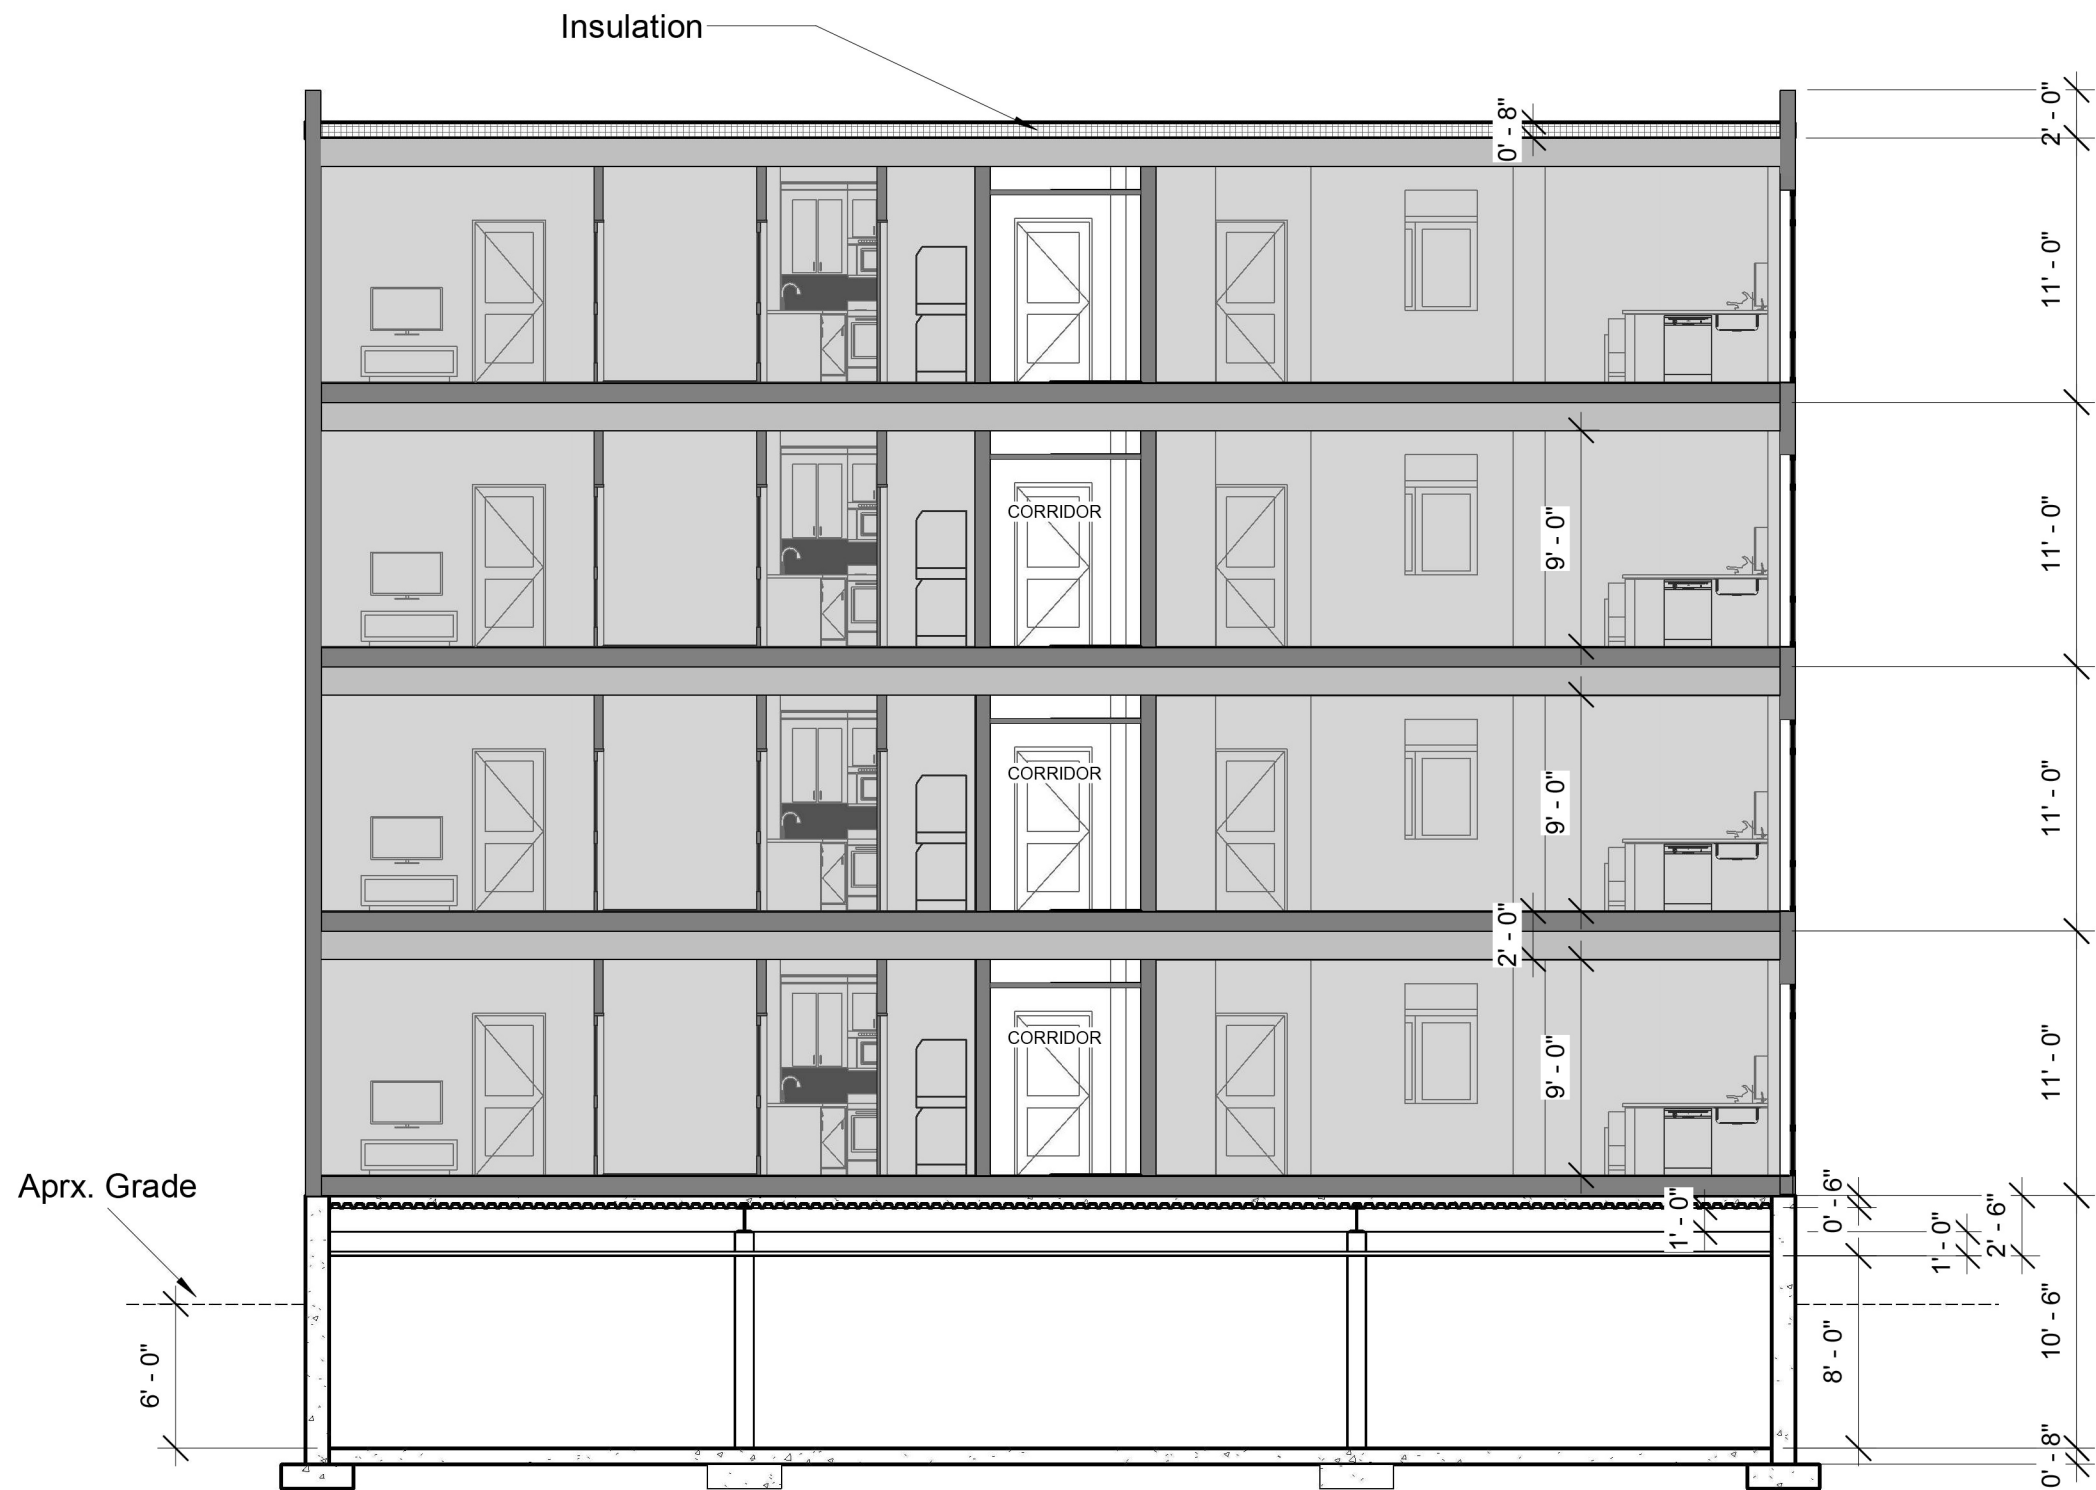 Insulation
2' - 0"
0' - 8"
11' - 0"
CORRIDOR
9' - 0"
11' - 0"
CORRIDOR
9' - 0"
11' - 0"
2' - 0"
CORRIDOR
9' - 0"
11' - 0"
Aprx. Grade
1' - 0"
0' - 6"
1' - 0"
2' - 6"
6' - 0"
8' - 0"
10' - 6"
0' - 8"